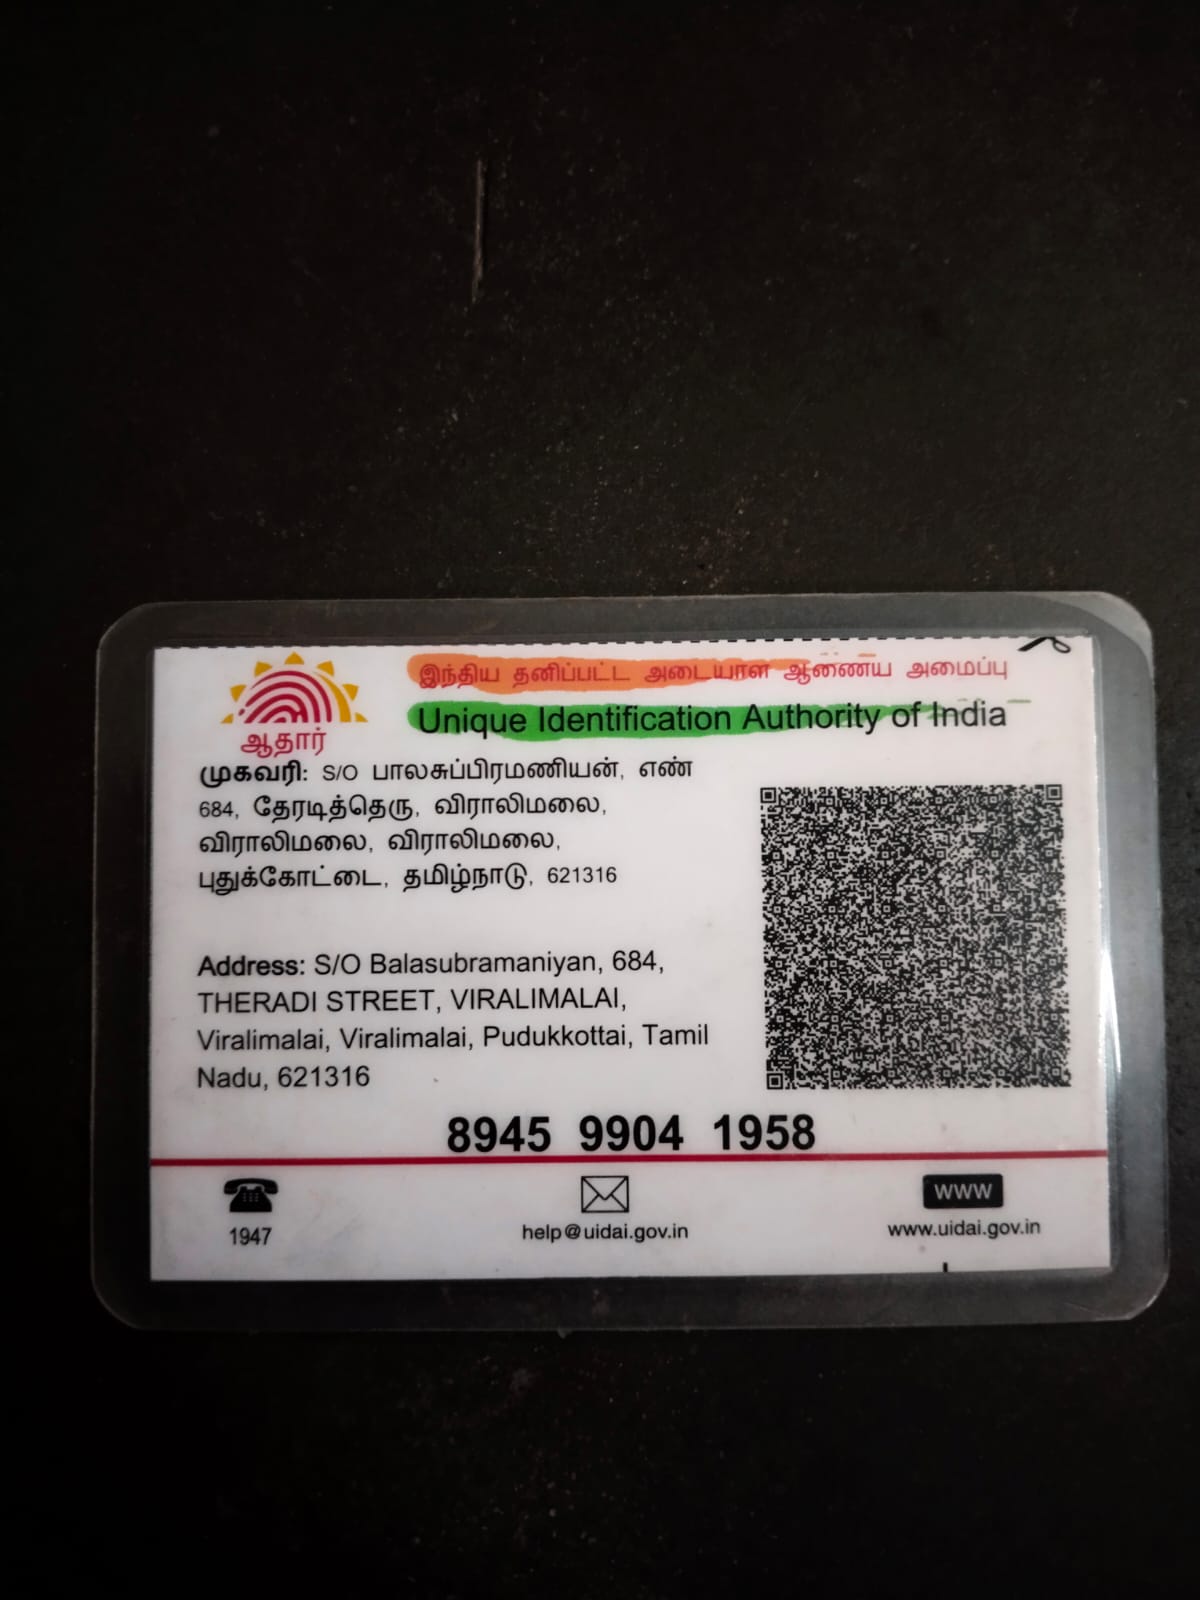 இந்திய தனிப்பட்ட அடையாள ஆணைய அமைப்பு
Unique Identification Authority of India
ஆதார்
முகவரி: S/O பாலசுப்பிரமணியன், எண்
684, தேரடித்தெரு, விராலிமலை,
விராலிமலை, விராலிமலை,
புதுக்கோட்டை, தமிழ்நாடு, 621316
Address: S/O Balasubramaniyan, 684,
THERADI STREET, VIRALIMALAI,
Viralimalai, Viralimalai, Pudukkottai, Tamil
Nadu, 621316
8945 9904 1958
1947
help@uidai.gov.in
www
www.uidai.gov.in